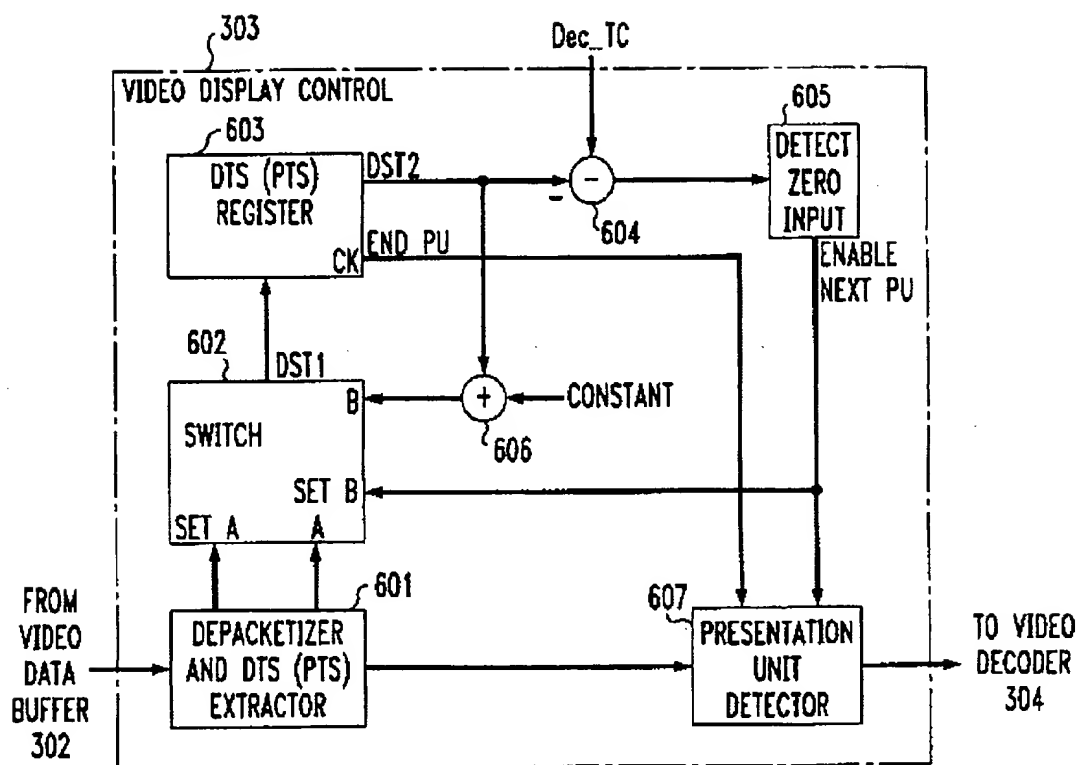 303
Dec_TC
VIDEO DISPLAY CONTROL
603
DTS (PTS)
REGISTER
CK
DST2
END PU
-
-
604
605
DETECT
ZERO
INPUT
ENABLE
NEXT PU
602
DST1
SWITCH
B
SET B
SET A
A
+
606
CONSTANT
FROM
VIDEO
DATA
BUFFER
302
601
DEPACKETIZER
AND DTS (PTS)
EXTRACTOR
607
PRESENTATION
UNIT
DETECTOR
TO VIDEO
DECODER
304